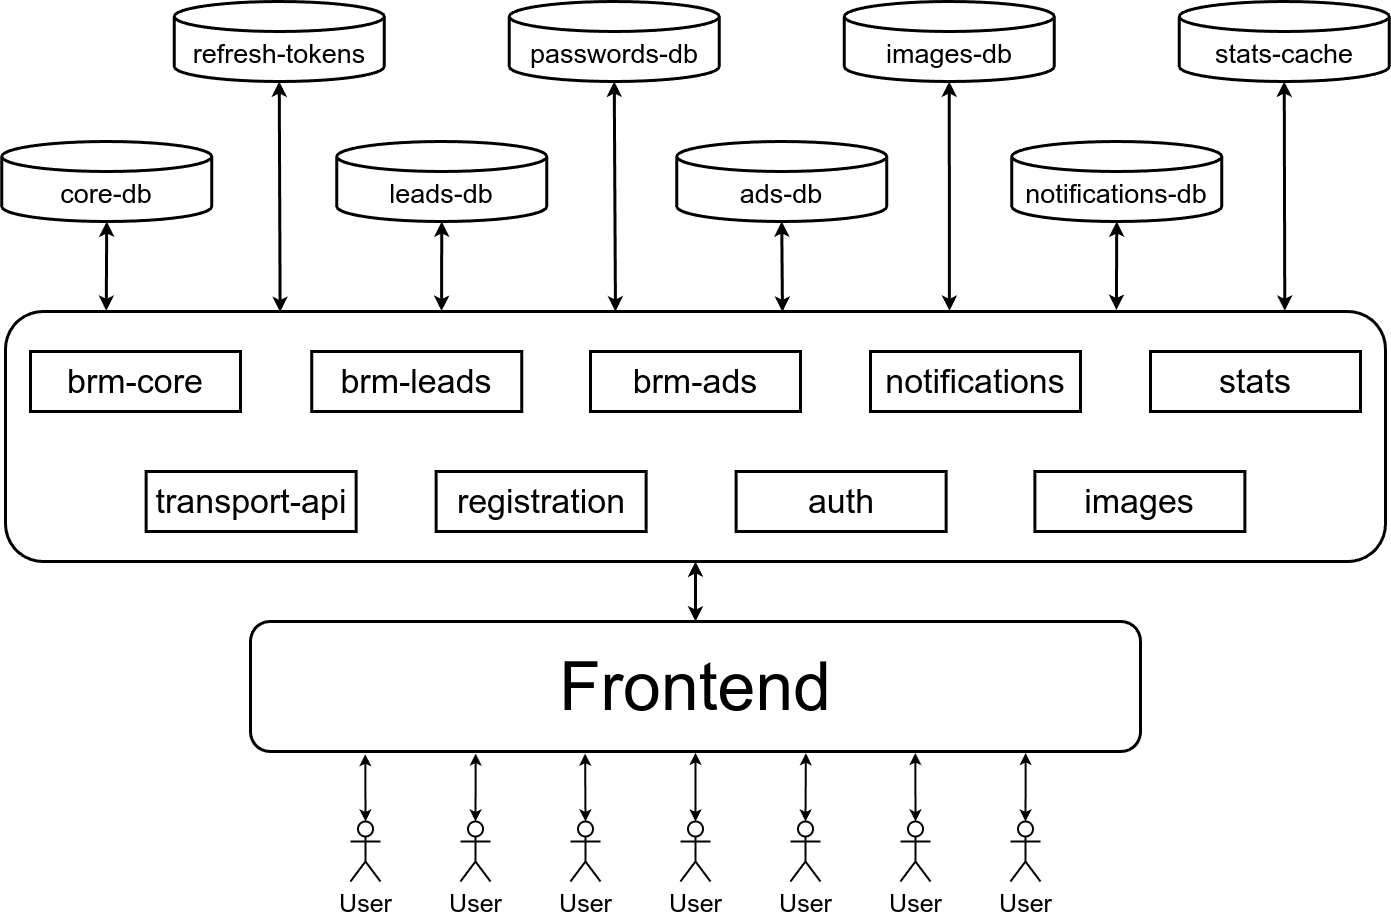 refresh-tokens
passwords-db
images-db
stats-cache
core-db
leads-db
ads-db
notifications-db
brm-core
brm-leads
brm-ads
notifications
stats
transport-api
registration
auth
images
Frontend
User
User
User
User
User
User
User